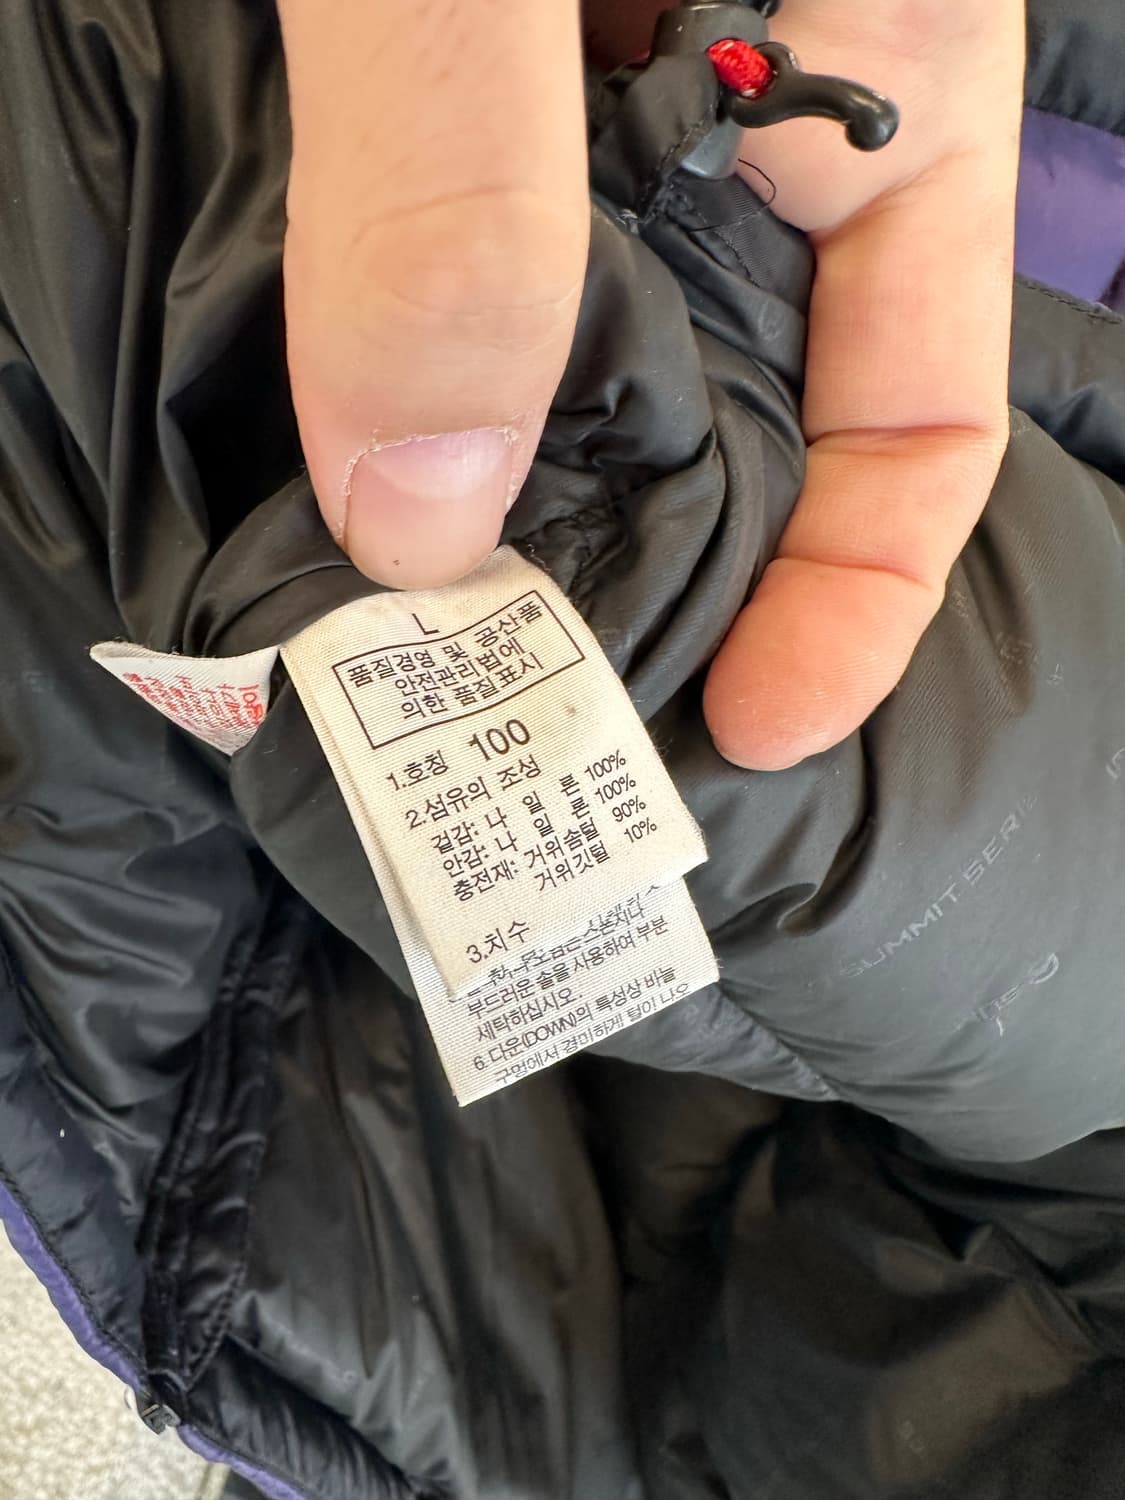 L
품질경영 및 공산품
안전관리법에
의한 품질표시
1.호칭 100
2.섬유의 조성
겉감: 나 일 론 100%
안감: 나 일 론 100%
충전재: 거위솜털 90%
거위깃털 10%
3.치수
부드러운 솔을 사용하여 부분
세탁하십시오.
6. 다운(DOWN)의 특성상 바늘
구멍에서 경미하게 털이 나오
SUMMIT SERIE